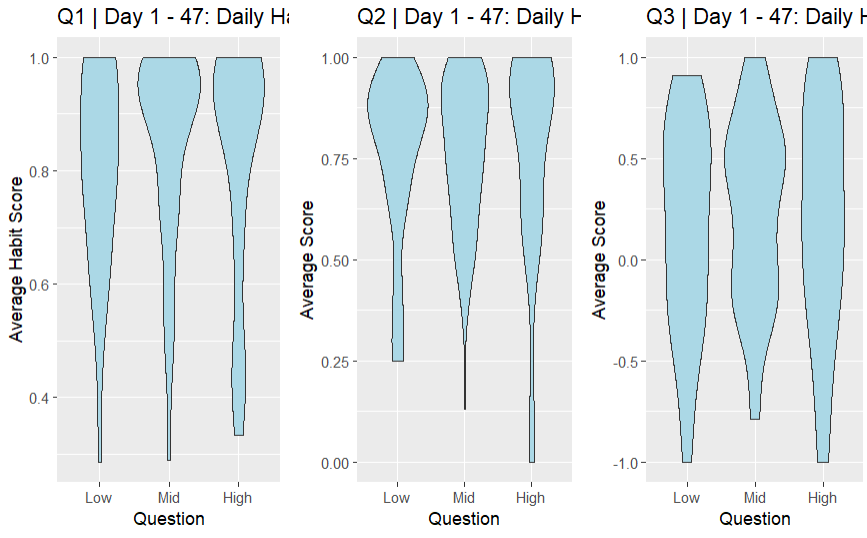 Q1 | Day 1 - 47: Daily Ha
Average Habit Score
1.0
0.8
0.6
0.4
Low Mid High
Question
Q2 | Day 1 - 47: Daily H
Average Score
1.00
0.75
0.50
0.25
0.00
Low Mid High
Question
Q3 | Day 1 - 47: Daily H
Average Score
1.0
0.5
0.0
-0.5
-1.0
Low Mid High
Question